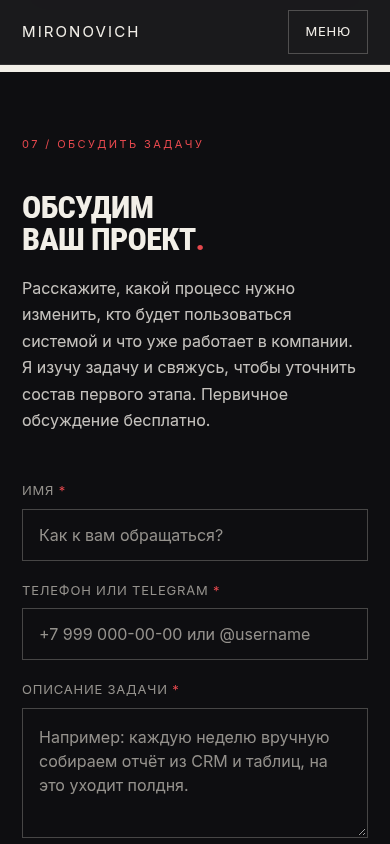 MIRONOVICH
МЕНЮ
07 / ОБСУДИТЬ ЗАДАЧУ
ОБСУДИМ
ВАШ ПРОЕКТ.
Расскажите, какой процесс нужно
изменить, кто будет пользоваться
системой и что уже работает в компании.
Я изучу задачу и свяжусь, чтобы уточнить
состав первого этапа. Первичное
обсуждение бесплатно.
ИМЯ *
Как к вам обращаться?
ТЕЛЕФОН ИЛИ TELEGRAM *
+7 999 000-00-00 или @username
ОПИСАНИЕ ЗАДАЧИ *
Например: каждую неделю вручную
собираем отчёт из CRM и таблиц, на
это уходит полдня.